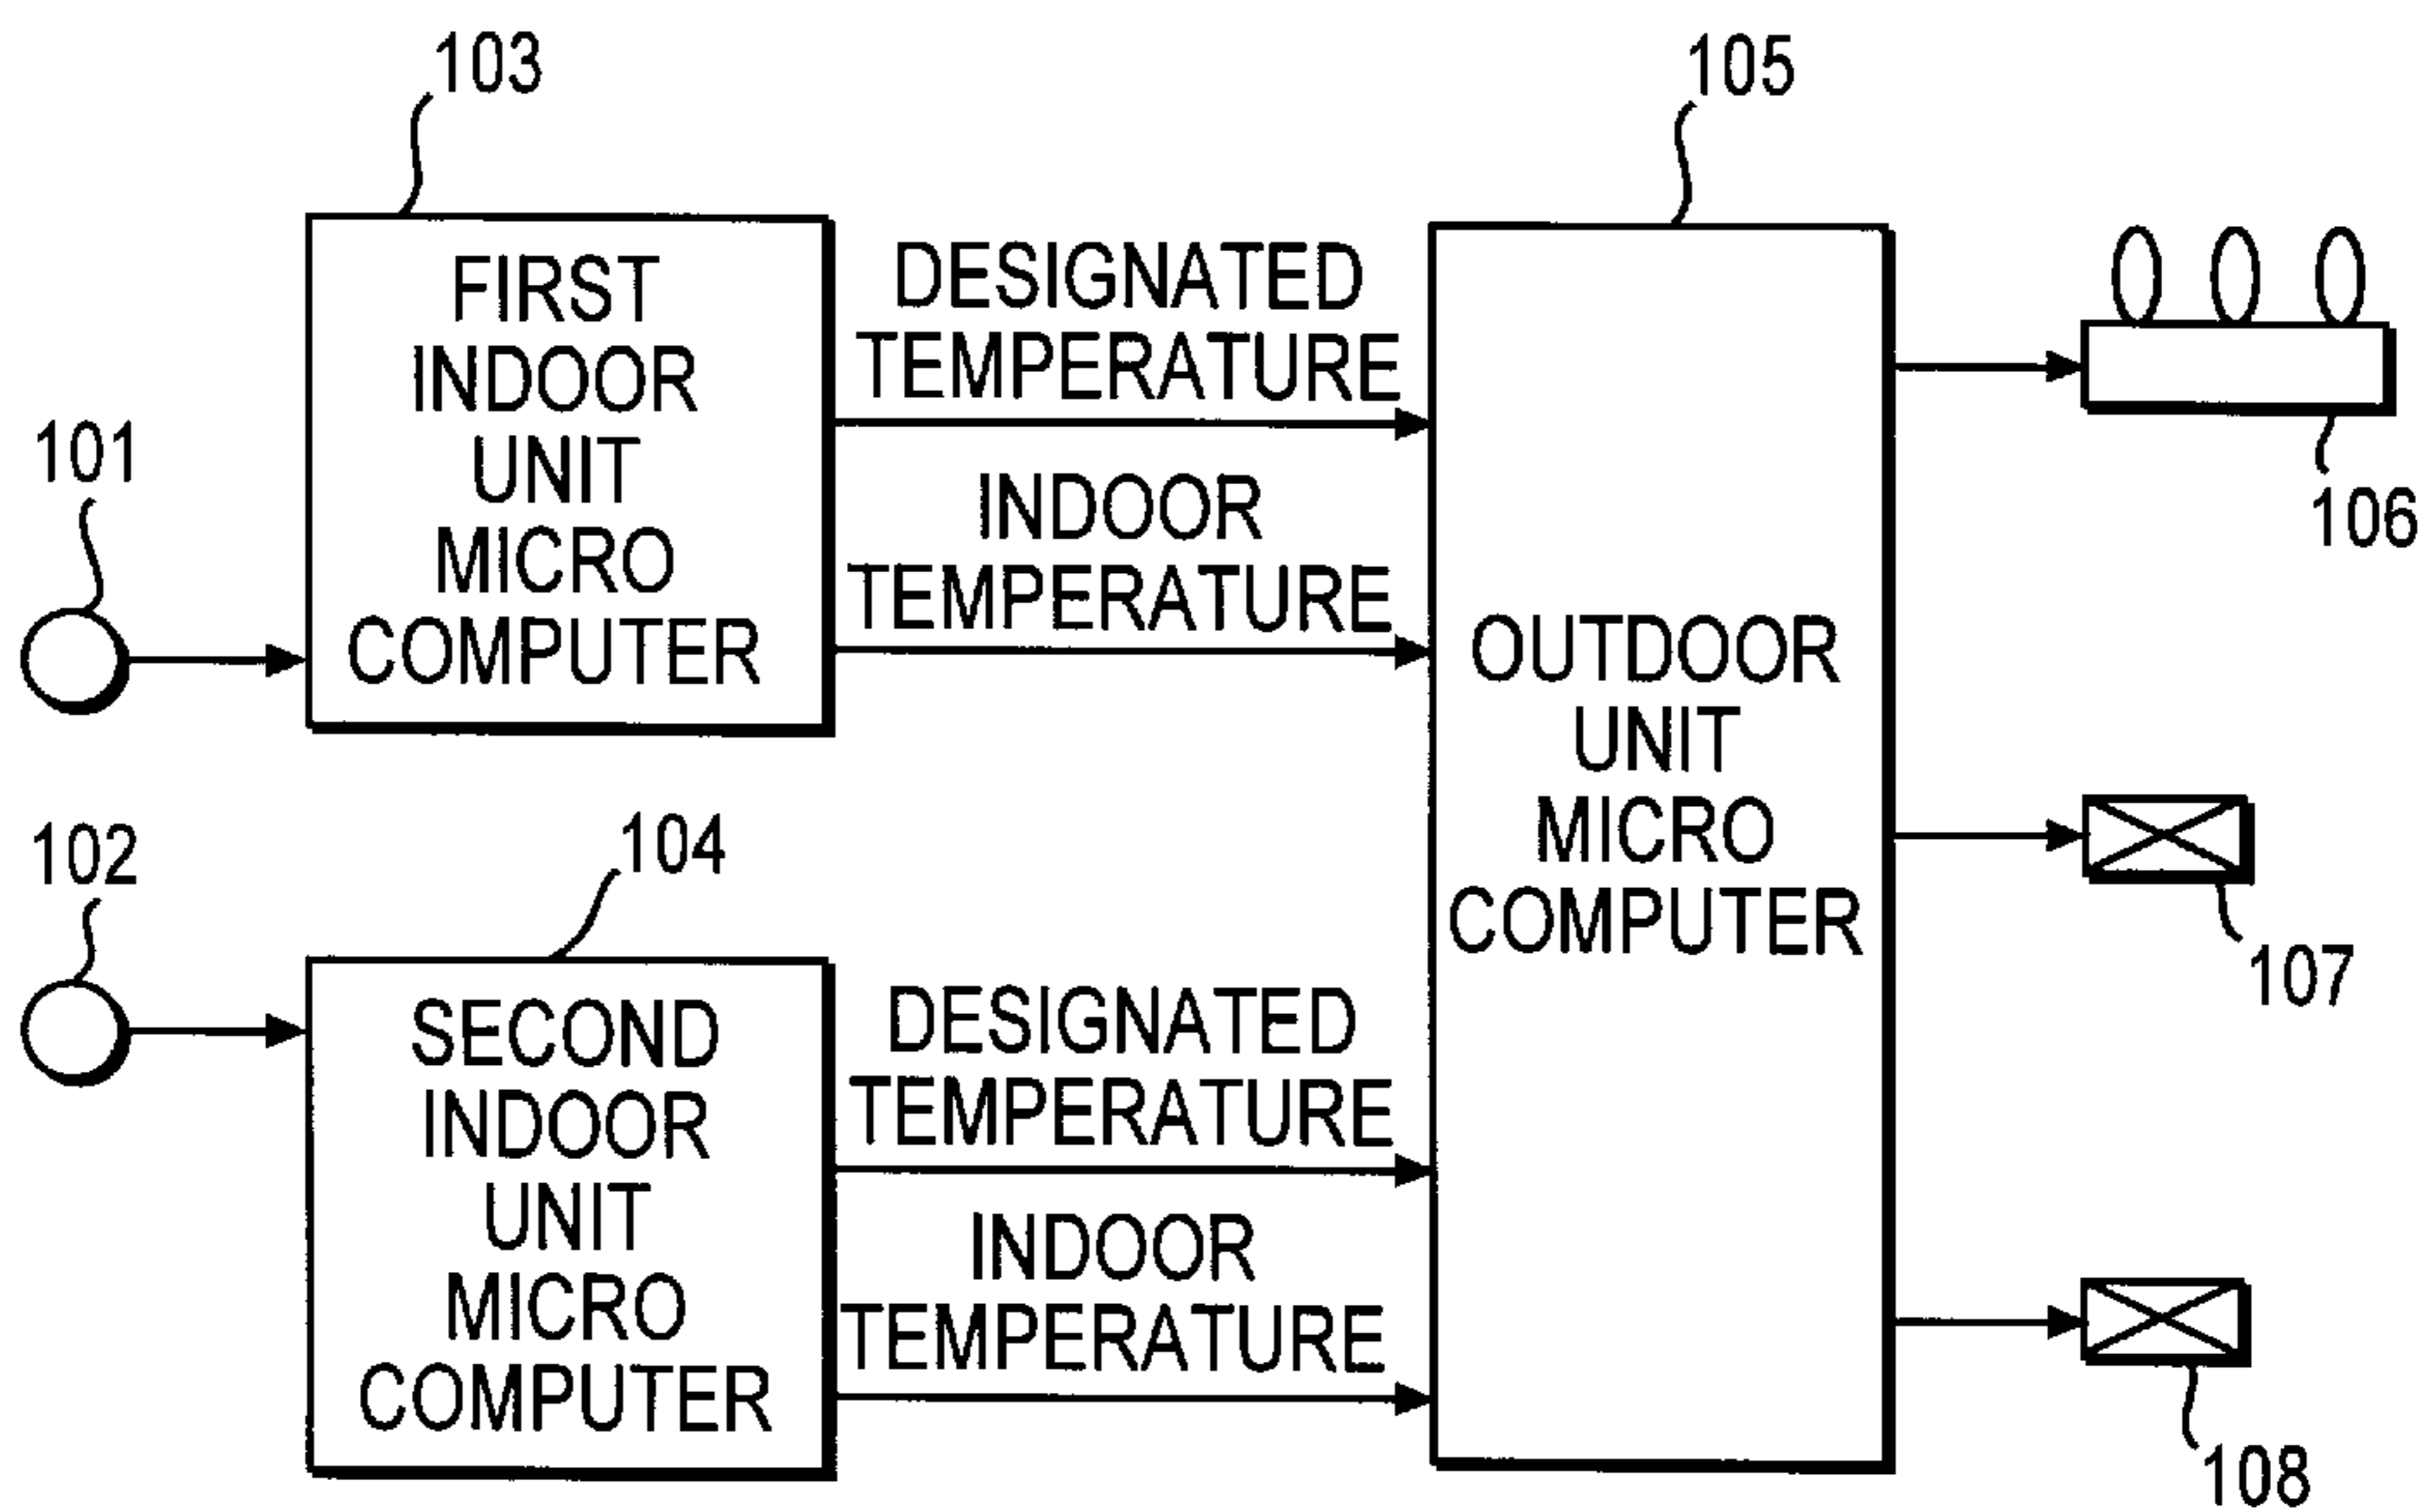 103
105
FIRST
INDOOR
UNIT
MICRO
COMPUTER
DESIGNATED
TEMPERATURE
INDOOR
TEMPERATURE
101
106
OUTDOOR
UNIT
MICRO
COMPUTER
102
104
107
SECOND
INDOOR
UNIT
MICRO
COMPUTER
DESIGNATED
TEMPERATURE
INDOOR
TEMPERATURE
108